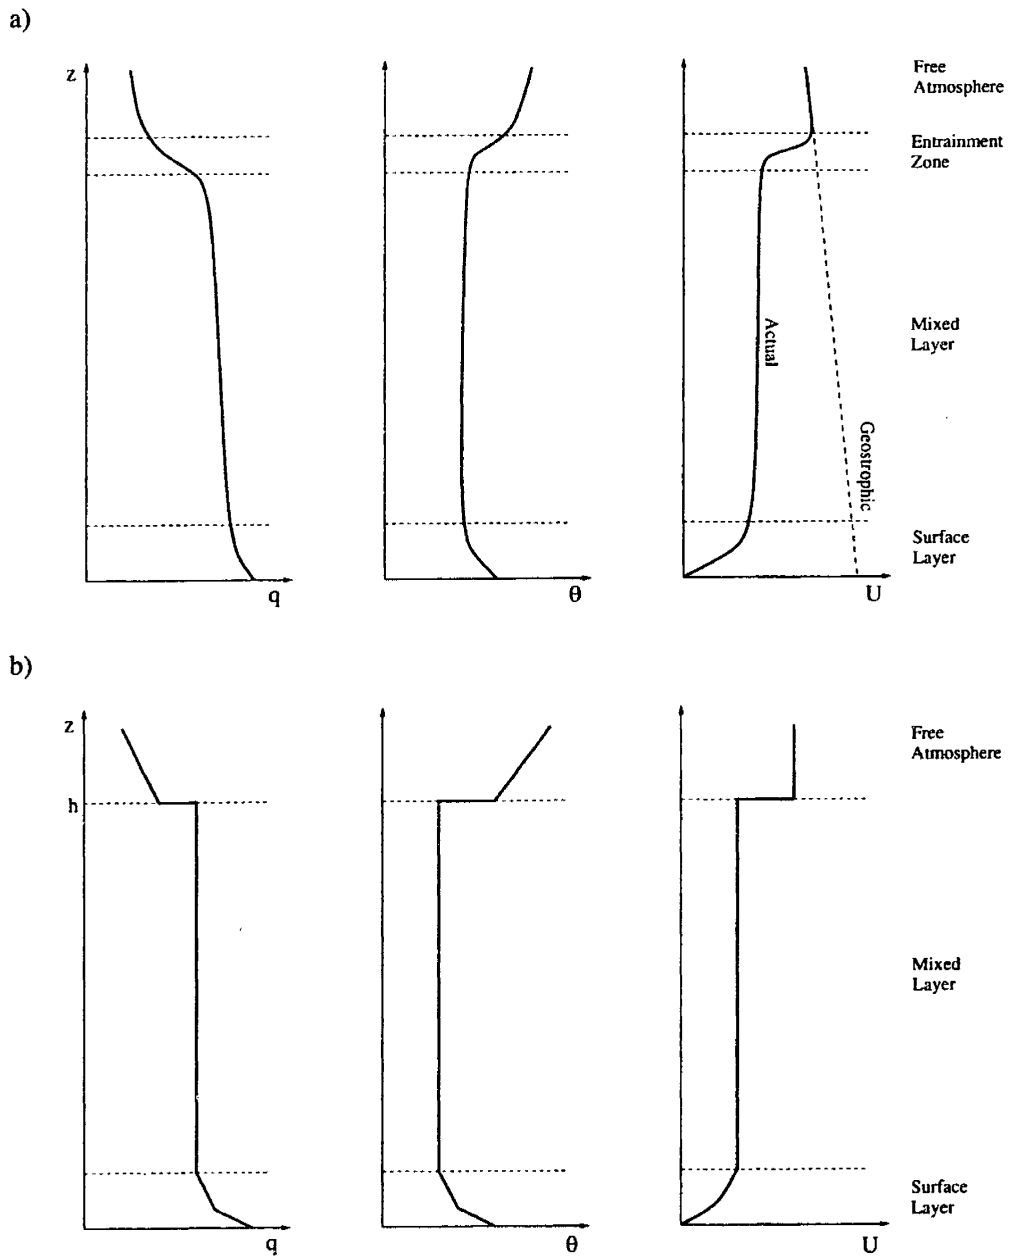 a)
z
q
θ
U
Actual
Geostrophic
Free
Atmosphere
Entrainment
Zone
Mixed
Layer
Surface
Layer
b)
z
h
q
θ
U
Free
Atmosphere
Mixed
Layer
Surface
Layer